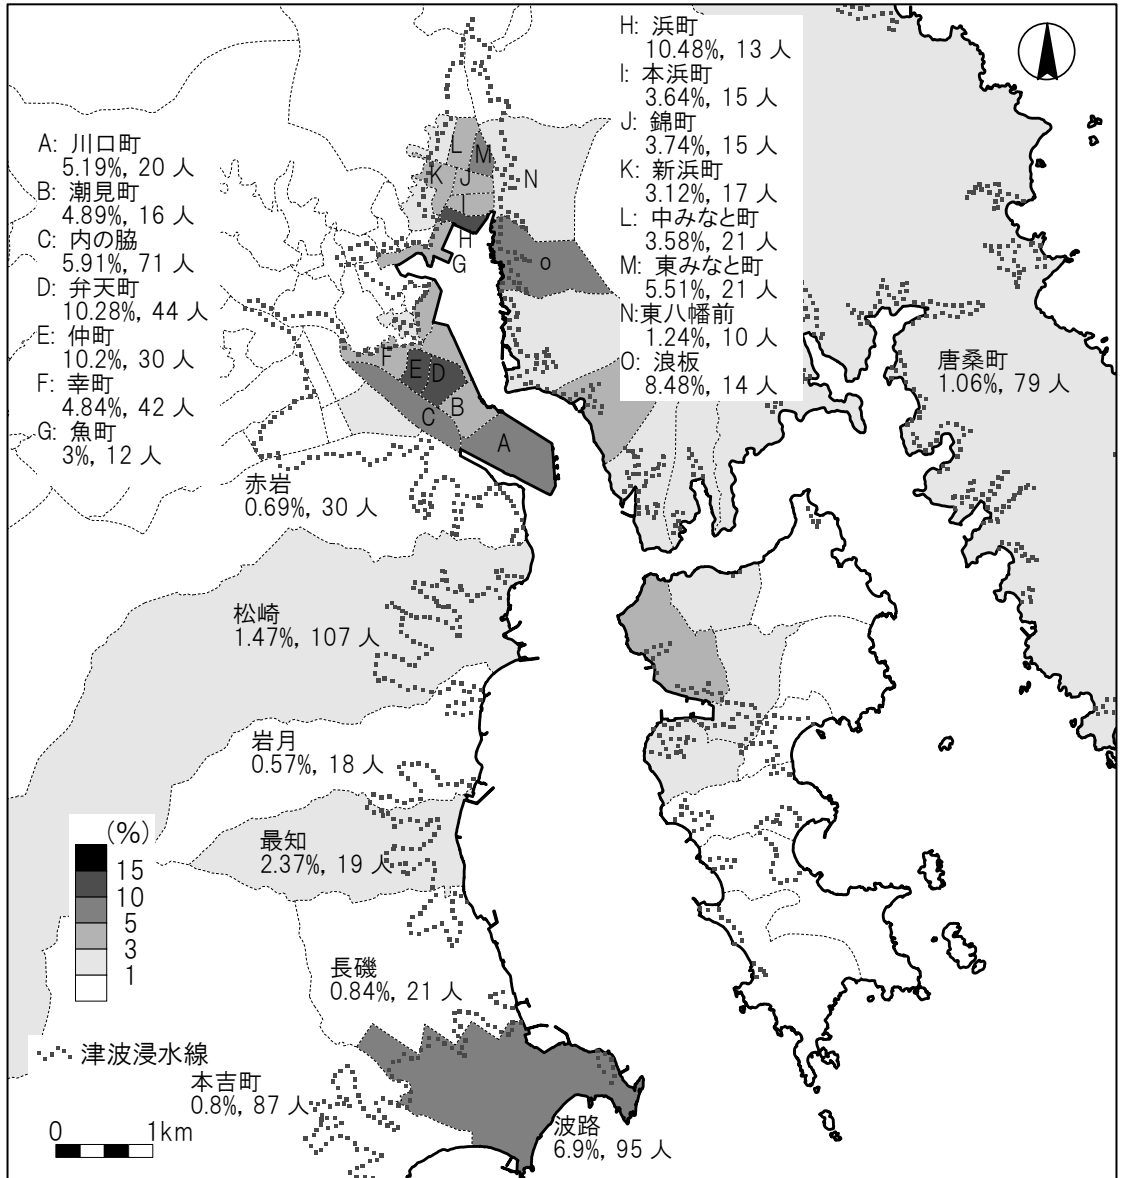 A: 川口町
5.19%, 20 人
B: 潮見町
4.89%, 16 人
C: 内の脇
5.91%, 71 人
D: 弁天町
10.28%, 44 人
E: 仲町
10.2%, 30 人
F: 幸町
4.84%, 42 人
G: 魚町
3%, 12 人
H: 浜町
10.48%, 13 人
I: 本浜町
3.64%, 15 人
J: 錦町
3.74%, 15 人
K: 新浜町
3.12%, 17 人
L: 中みなと町
3.58%, 21 人
M: 東みなと町
5.51%, 21 人
N:東八幡前
1.24%, 10 人
O: 浪板
8.48%, 14 人
L
M
K
J
N
I
H
G
o
F
E
D
B
C
A
唐桑町
1.06%, 79 人
赤岩
0.69%, 30 人
松崎
1.47%, 107 人
岩月
0.57%, 18 人
最知
2.37%, 19 人
長磯
0.84%, 21 人
(%)
15
10
5
3
1
津波浸水線
本吉町
0.8%, 87 人
波路
6.9%, 95 人
0 1km